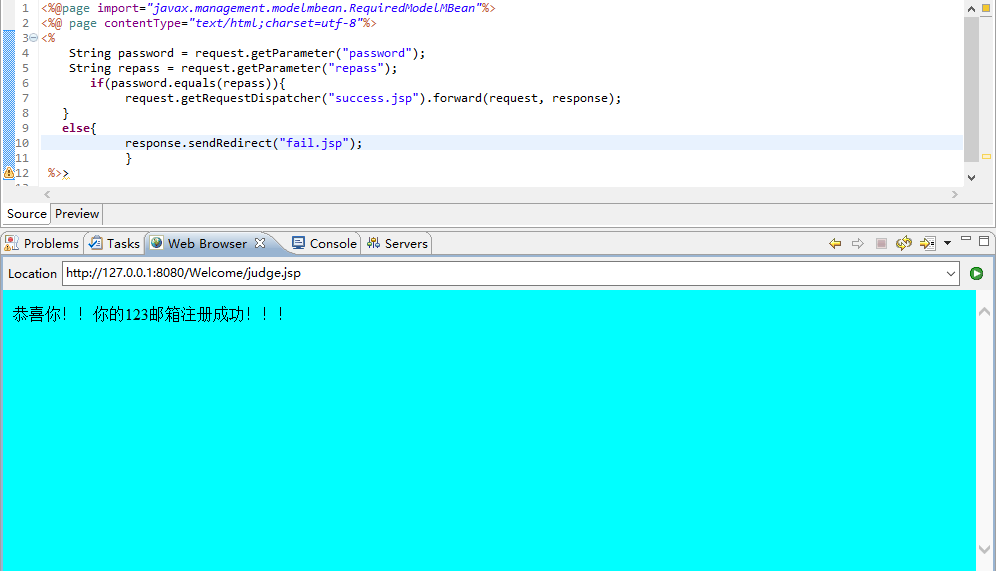 1 <%@page import="javax.management.modelmbean.RequiredModelMBean"%>
2 <%@ page contentType="text/html;charset=utf-8"%>
3 <%
4 String password = request.getParameter("password");
5 String repass = request.getParameter("repass");
6 if(password.equals(repass)){
7 request.getRequestDispatcher("success.jsp").forward(request, response);
8 }
9 else{
10 response.sendRedirect("fail.jsp");
11 }
12 %>>
Source Preview
Problems Tasks Web Browser Console Servers
Location http://127.0.0.1:8080/Welcome/judge.jsp
恭喜你！！你的123邮箱注册成功！！！